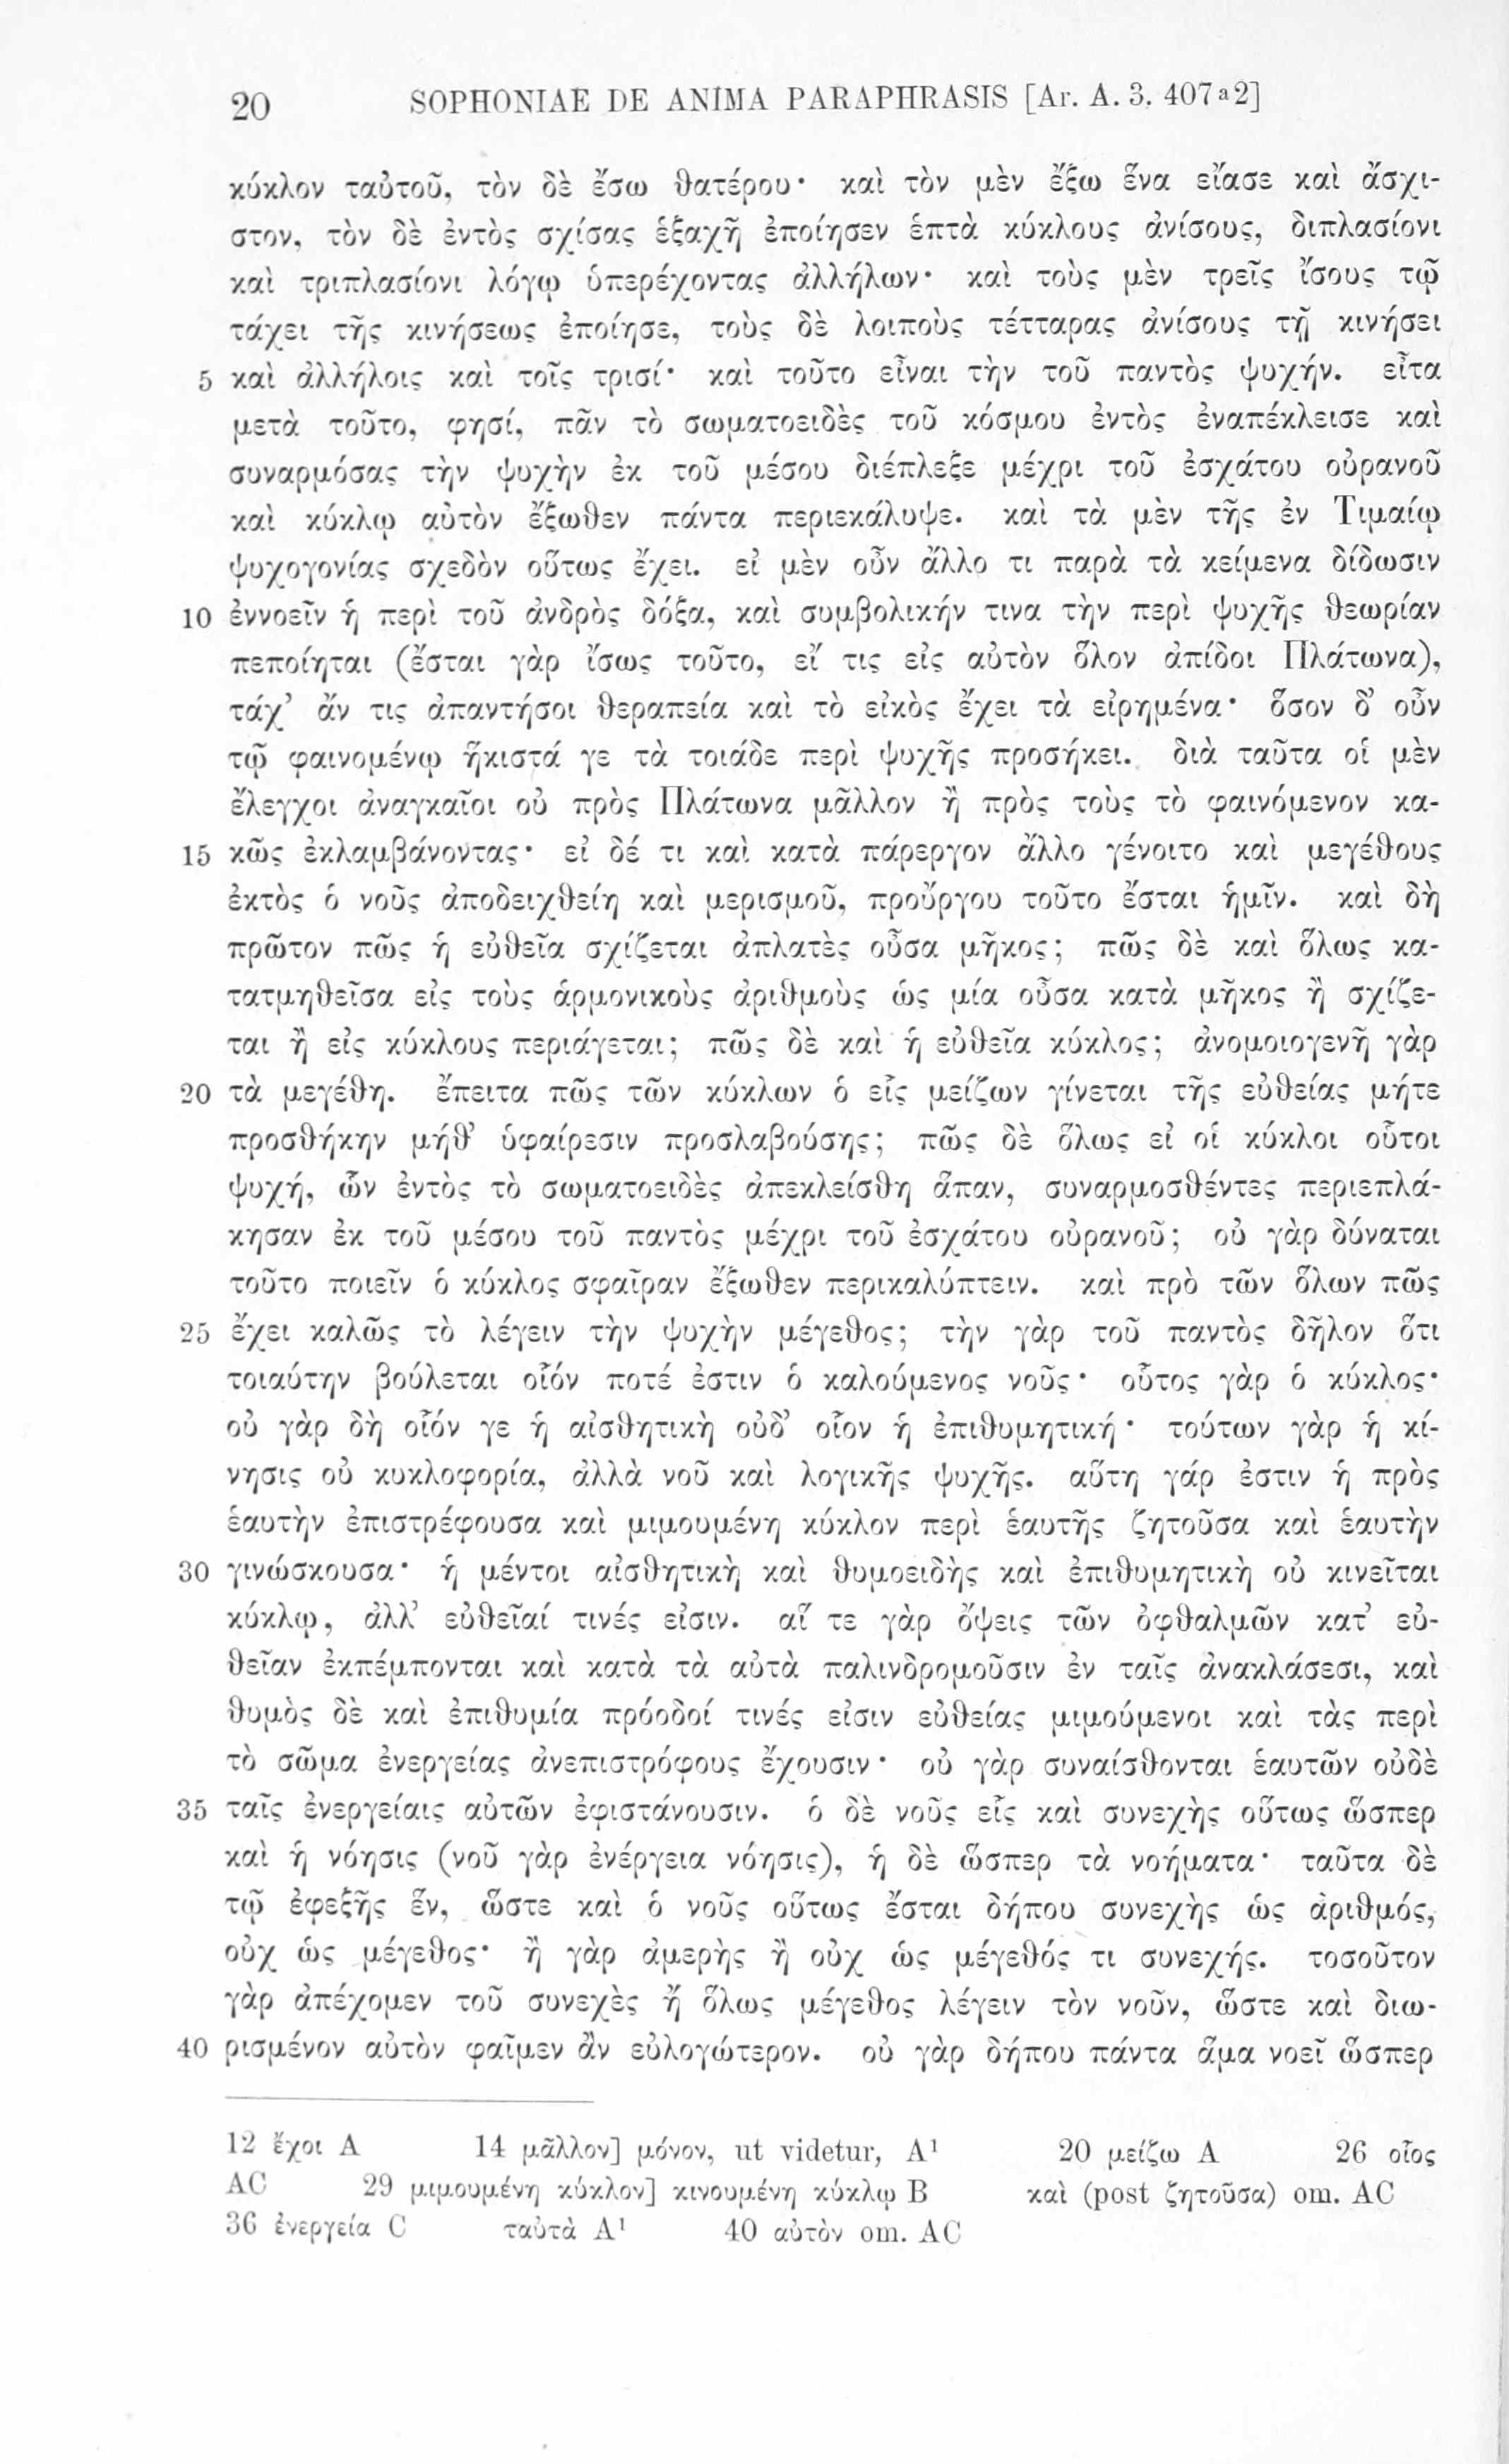 20 SOPHONIAE DE ANIMA PARAPHRASIS [Ar. A. 3. 407ª2]
κύκλον ταὐτοῦ, τὸν δὲ ἔσω θατέρου· καὶ τὸν μὲν ἔξω ἕνα εἴασε καὶ ἄσχι-
στον, τὸν δὲ ἐντὸς σχίσας ἑξαχῆ ἐποίησεν ἑπτὰ κύκλους ἀνίσους, διπλασίονι
καὶ τριπλασίονι λόγῳ ὑπερέχοντας ἀλλήλων· καὶ τοὺς μὲν τρεῖς ἴσους τῷ
τάχει τῆς κινήσεως ἐποίησε, τοὺς δὲ λοιποὺς τέτταρας ἀνίσους τῇ κινήσει
5 καὶ ἀλλήλοις καὶ τοῖς τρισί· καὶ τοῦτο εἶναι τὴν τοῦ παντὸς ψυχήν. εἶτα
μετὰ τοῦτο, φησί, πᾶν τὸ σωματοειδὲς τοῦ κόσμου ἐντὸς ἐναπέκλεισε καὶ
συναρμόσας τὴν ψυχὴν ἐκ τοῦ μέσου διέπλεξε μέχρι τοῦ ἐσχάτου οὐρανοῦ
καὶ κύκλῳ αὐτὸν ἔξωθεν πάντα περιεκάλυψε. καὶ τὰ μὲν τῆς ἐν Τιμαίῳ
ψυχογονίας σχεδὸν οὕτως ἔχει. εἰ μὲν οὖν ἄλλο τι παρὰ τὰ κείμενα δίδωσιν
10 ἐννοεῖν ἡ περὶ τοῦ ἀνδρὸς δόξα, καὶ συμβολικήν τινα τὴν περὶ ψυχῆς θεωρίαν
πεποίηται (ἔσται γὰρ ἴσως τοῦτο, εἴ τις εἰς αὐτὸν ὅλον ἀπίδοι Πλάτωνα),
τάχ’ ἄν τις ἀπαντήσοι θεραπεία καὶ τὸ εἰκὸς ἔχει τὰ εἰρημένα· ὅσον δ’ οὖν
τῷ φαινομένῳ ἥκιστά γε τὰ τοιάδε περὶ ψυχῆς προσήκει. διὰ ταῦτα οἱ μὲν
ἔλεγχοι ἀναγκαῖοι οὐ πρὸς Πλάτωνα μᾶλλον ἢ πρὸς τοὺς τὸ φαινόμενον κα-
15 κῶς ἐκλαμβάνοντας· εἰ δέ τι καὶ κατὰ πάρεργον ἄλλο γένοιτο καὶ μεγέθους
ἐκτὸς ὁ νοῦς ἀποδειχθείη καὶ μερισμοῦ, προὔργου τοῦτο ἔσται ἡμῖν. καὶ δὴ
πρῶτον πῶς ἡ εὐθεῖα σχίζεται ἀπλατὲς οὖσα μῆκος; πῶς δὲ καὶ ὅλως κα-
τατμηθεῖσα εἰς τοὺς ἁρμονικοὺς ἀριθμοὺς ὡς μία οὖσα κατὰ μῆκος ἢ σχίζε-
ται ἢ εἰς κύκλους περιάγεται; πῶς δὲ καὶ ἡ εὐθεῖα κύκλος; ἀνομοιογενῆ γὰρ
20 τὰ μεγέθη. ἔπειτα πῶς τῶν κύκλων ὁ εἷς μείζων γίνεται τῆς εὐθείας μήτε
προσθήκην μήθ’ ὑφαίρεσιν προσλαβούσης; πῶς δὲ ὅλως εἰ οἱ κύκλοι οὗτοι
ψυχή, ὧν ἐντὸς τὸ σωματοειδὲς ἀπεκλείσθη ἅπαν, συναρμοσθέντες περιεπλά-
κησαν ἐκ τοῦ μέσου τοῦ παντὸς μέχρι τοῦ ἐσχάτου οὐρανοῦ; οὐ γὰρ δύναται
τοῦτο ποιεῖν ὁ κύκλος σφαῖραν ἔξωθεν περικαλύπτειν. καὶ πρὸ τῶν ὅλων πῶς
25 ἔχει καλῶς τὸ λέγειν τὴν ψυχὴν μέγεθος; τὴν γὰρ τοῦ παντὸς δῆλον ὅτι
τοιαύτην βούλεται οἷόν ποτέ ἐστιν ὁ καλούμενος νοῦς· οὗτος γὰρ ὁ κύκλος·
οὐ γὰρ δὴ οἷόν γε ἡ αἰσθητικὴ οὐδ’ οἷον ἡ ἐπιθυμητική· τούτων γὰρ ἡ κί-
νησις οὐ κυκλοφορία, ἀλλὰ νοῦ καὶ λογικῆς ψυχῆς. αὕτη γάρ ἐστιν ἡ πρὸς
ἑαυτὴν ἐπιστρέφουσα καὶ μιμουμένη κύκλον περὶ ἑαυτῆς ζητοῦσα καὶ ἑαυτὴν
30 γινώσκουσα· ἡ μέντοι αἰσθητικὴ καὶ θυμοειδὴς καὶ ἐπιθυμητικὴ οὐ κινεῖται
κύκλῳ, ἀλλ’ εὐθεῖαί τινές εἰσιν. αἵ τε γὰρ ὄψεις τῶν ὀφθαλμῶν κατ’ εὐ-
θεῖαν ἐκπέμπονται καὶ κατὰ τὰ αὐτὰ παλινδρομοῦσιν ἐν ταῖς ἀνακλάσεσι, καὶ
θυμὸς δὲ καὶ ἐπιθυμία πρόοδοί τινές εἰσιν εὐθείας μιμούμενοι καὶ τὰς περὶ
τὸ σῶμα ἐνεργείας ἀνεπιστρόφους ἔχουσιν· οὐ γὰρ συναίσθονται ἑαυτῶν οὐδὲ
35 ταῖς ἐνεργείαις αὐτῶν ἐφιστάνουσιν. ὁ δὲ νοῦς εἷς καὶ συνεχὴς οὕτως ὥσπερ
καὶ ἡ νόησις (νοῦ γὰρ ἐνέργεια νόησις), ἡ δὲ ὥσπερ τὰ νοήματα· ταῦτα δὲ
τῷ ἐφεξῆς ἕν, ὥστε καὶ ὁ νοῦς οὕτως ἔσται δήπου συνεχὴς ὡς ἀριθμός,
οὐχ ὡς μέγεθος· ἢ γὰρ ἀμερὴς ἢ οὐχ ὡς μέγεθός τι συνεχής. τοσοῦτον
γὰρ ἀπέχομεν τοῦ συνεχὲς ἤ ὅλως μέγεθος λέγειν τὸν νοῦν, ὥστε καὶ διω-
40 ρισμένον αὐτὸν φαῖμεν ἂν εὐλογώτερον. οὐ γὰρ δήπου πάντα ἅμα νοεῖ ὥσπερ
12 ἔχοι A 14 μᾶλλον] μόνον, ut videtur, A¹ 20 μείζω A 26 οἷος
AC 29 μιμουμένη κύκλον] κινουμένη κύκλῳ B καὶ (post ζητοῦσα) om. AC
36 ἐνεργεία C ταὐτὰ A¹ 40 αὐτὸν om. AC